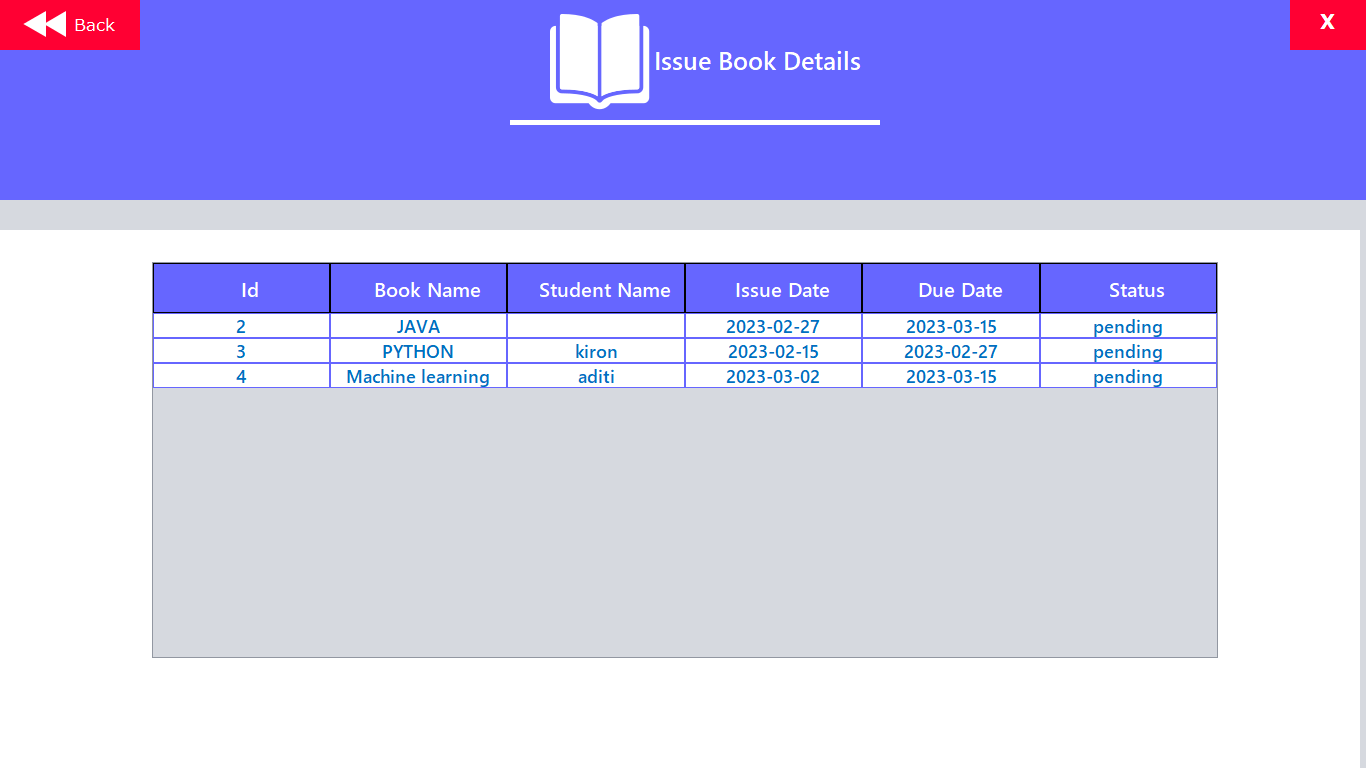 Back
X
Issue Book Details
Id Book Name Student Name Issue Date Due Date Status
2 JAVA 2023-02-27 2023-03-15 pending
3 PYTHON kiron 2023-02-15 2023-02-27 pending
4 Machine learning aditi 2023-03-02 2023-03-15 pending